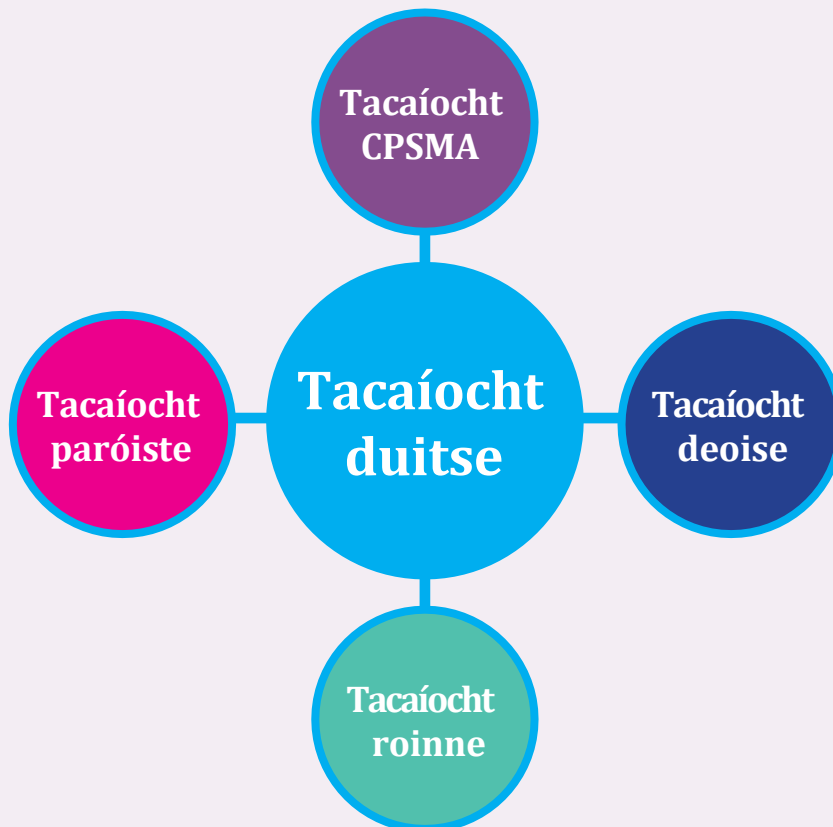 Tacaíocht
CPSMA
Tacaíocht
paróiste
Tacaíocht
duitse
Tacaíocht
deoise
Tacaíocht
roinne